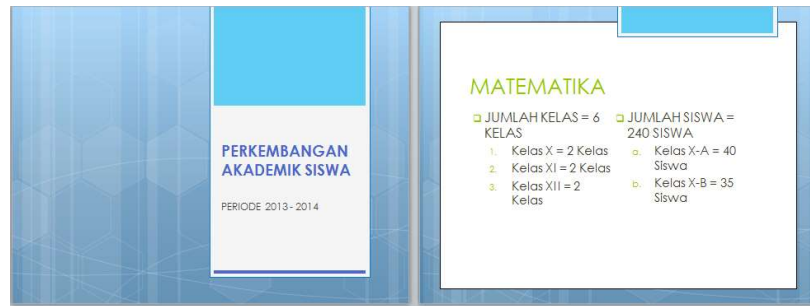 PERKEMBANGAN
AKADEMIK SISWA
PERIODE 2013 - 2014
MATEMATIKA
JUMLAH KELAS = 6
KELAS
1. Kelas X = 2 Kelas
2. Kelas XI = 2 Kelas
3. Kelas XII = 2
Kelas
JUMLAH SISWA =
240 SISWA
a. Kelas X-A = 40
Siswa
b. Kelas X-B = 35
Siswa